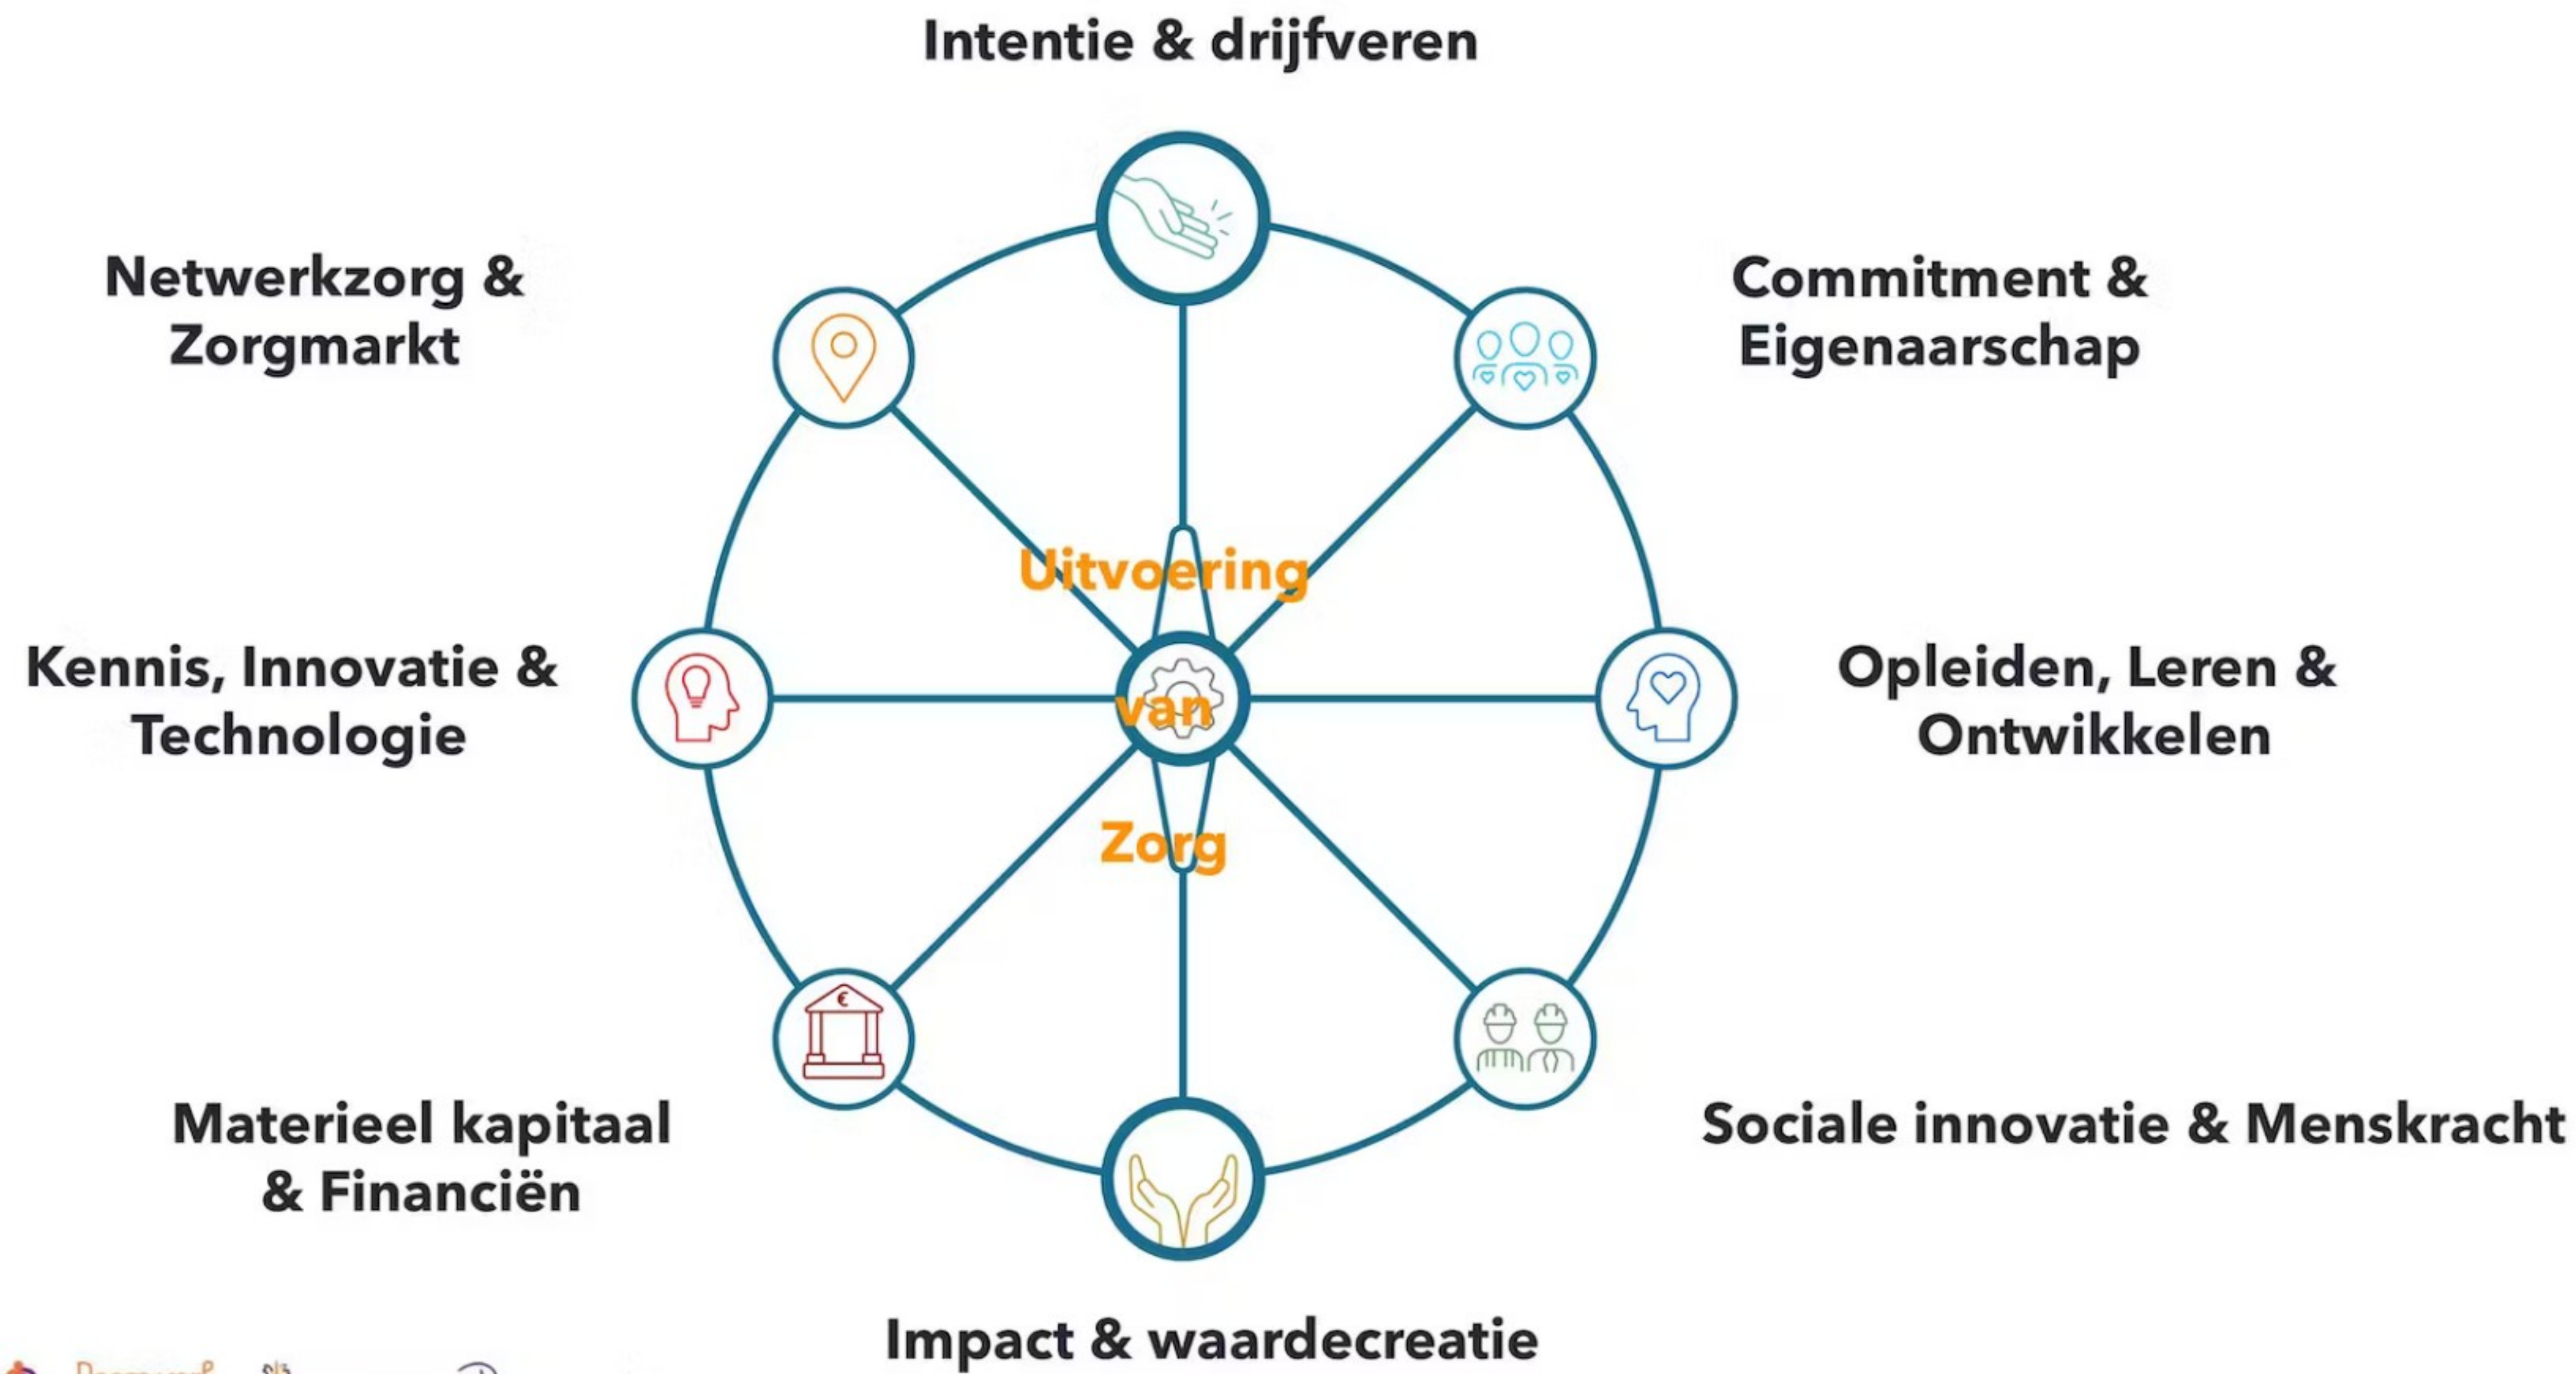 Intentie & drijfveren
Netwerkzorg &
Zorgmarkt
Commitment &
Eigenaarschap
Uitvoering
van
Zorg
Kennis, Innovatie &
Technologie
Opleiden, Leren &
Ontwikkelen
€
Materieel kapitaal
& Financiën
Sociale innovatie & Menskracht
Impact & waardecreatie